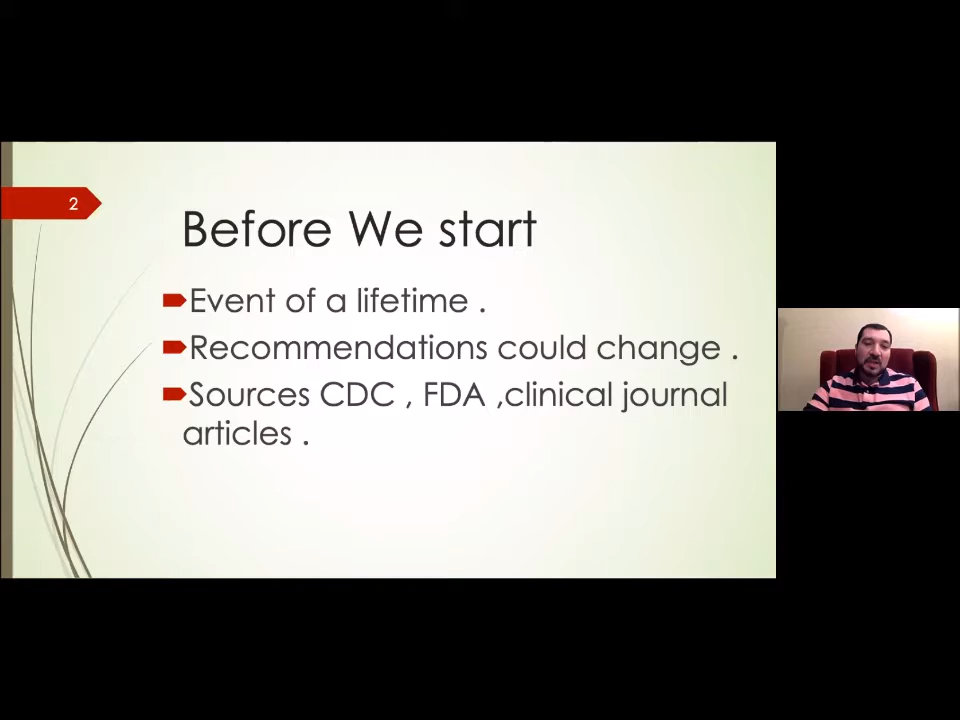 2
Before We start
Event of a lifetime .
Recommendations could change .
Sources CDC , FDA ,clinical journal
articles .